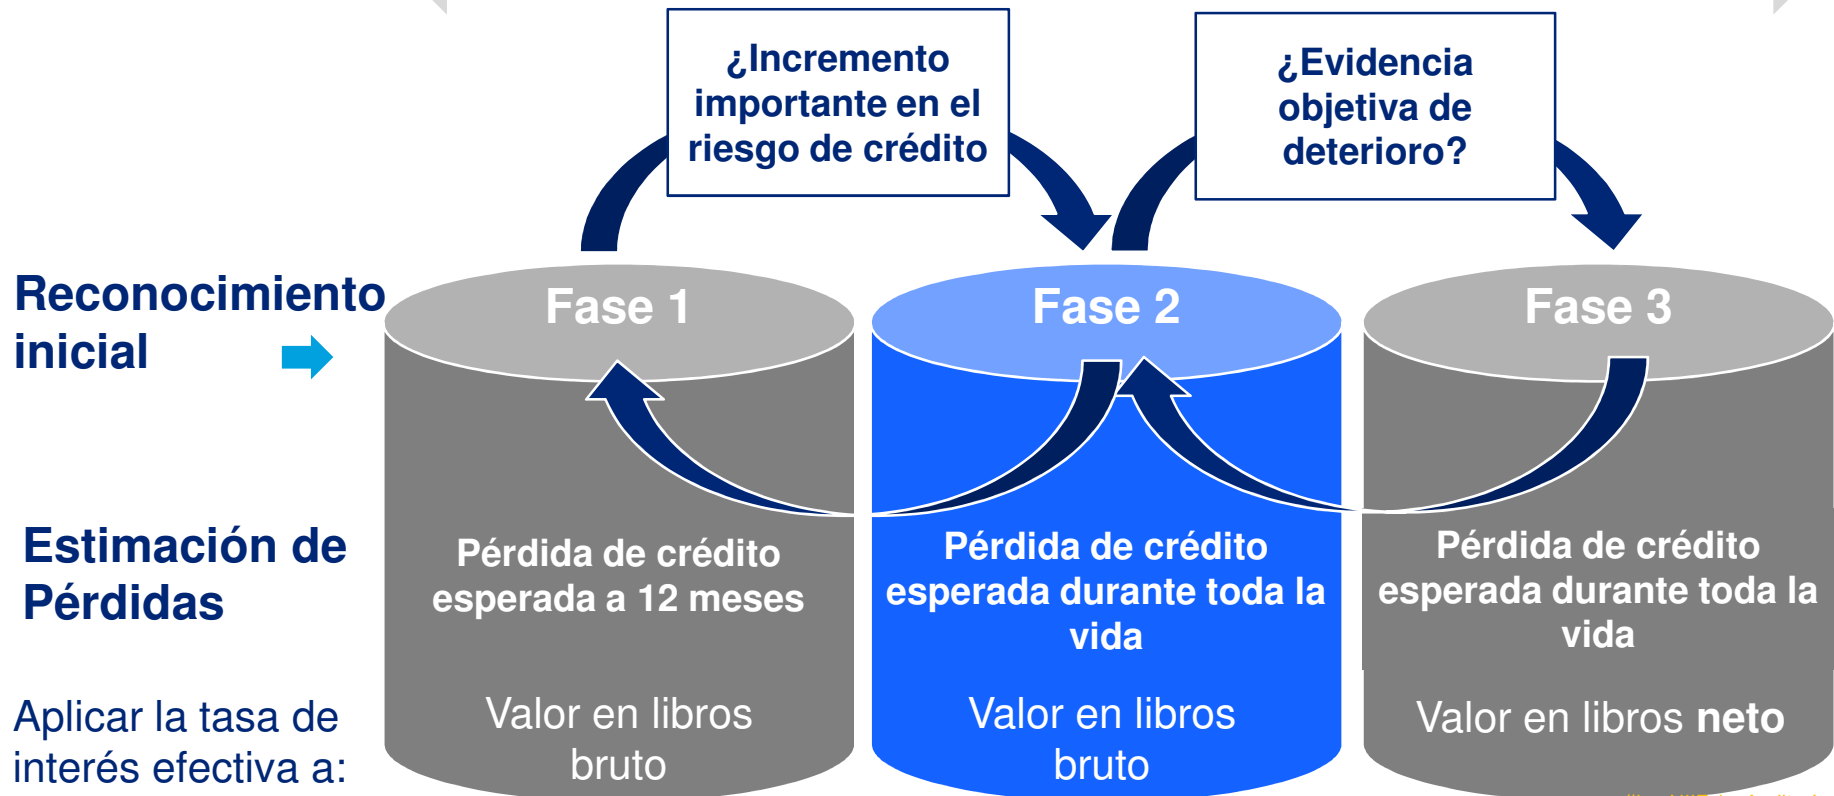 ¿Incremento
importante en el
riesgo de crédito
¿Evidencia
objetiva de
deterioro?
Reconocimiento
inicial
Fase 1
Fase 2
Fase 3
Estimación de
Pérdidas
Pérdida de crédito
esperada a 12 meses
Pérdida de crédito
esperada durante toda la
vida
Pérdida de crédito
esperada durante toda la
vida
Aplicar la tasa de
interés efectiva a:
Valor en libros
bruto
Valor en libros
bruto
Valor en libros neto